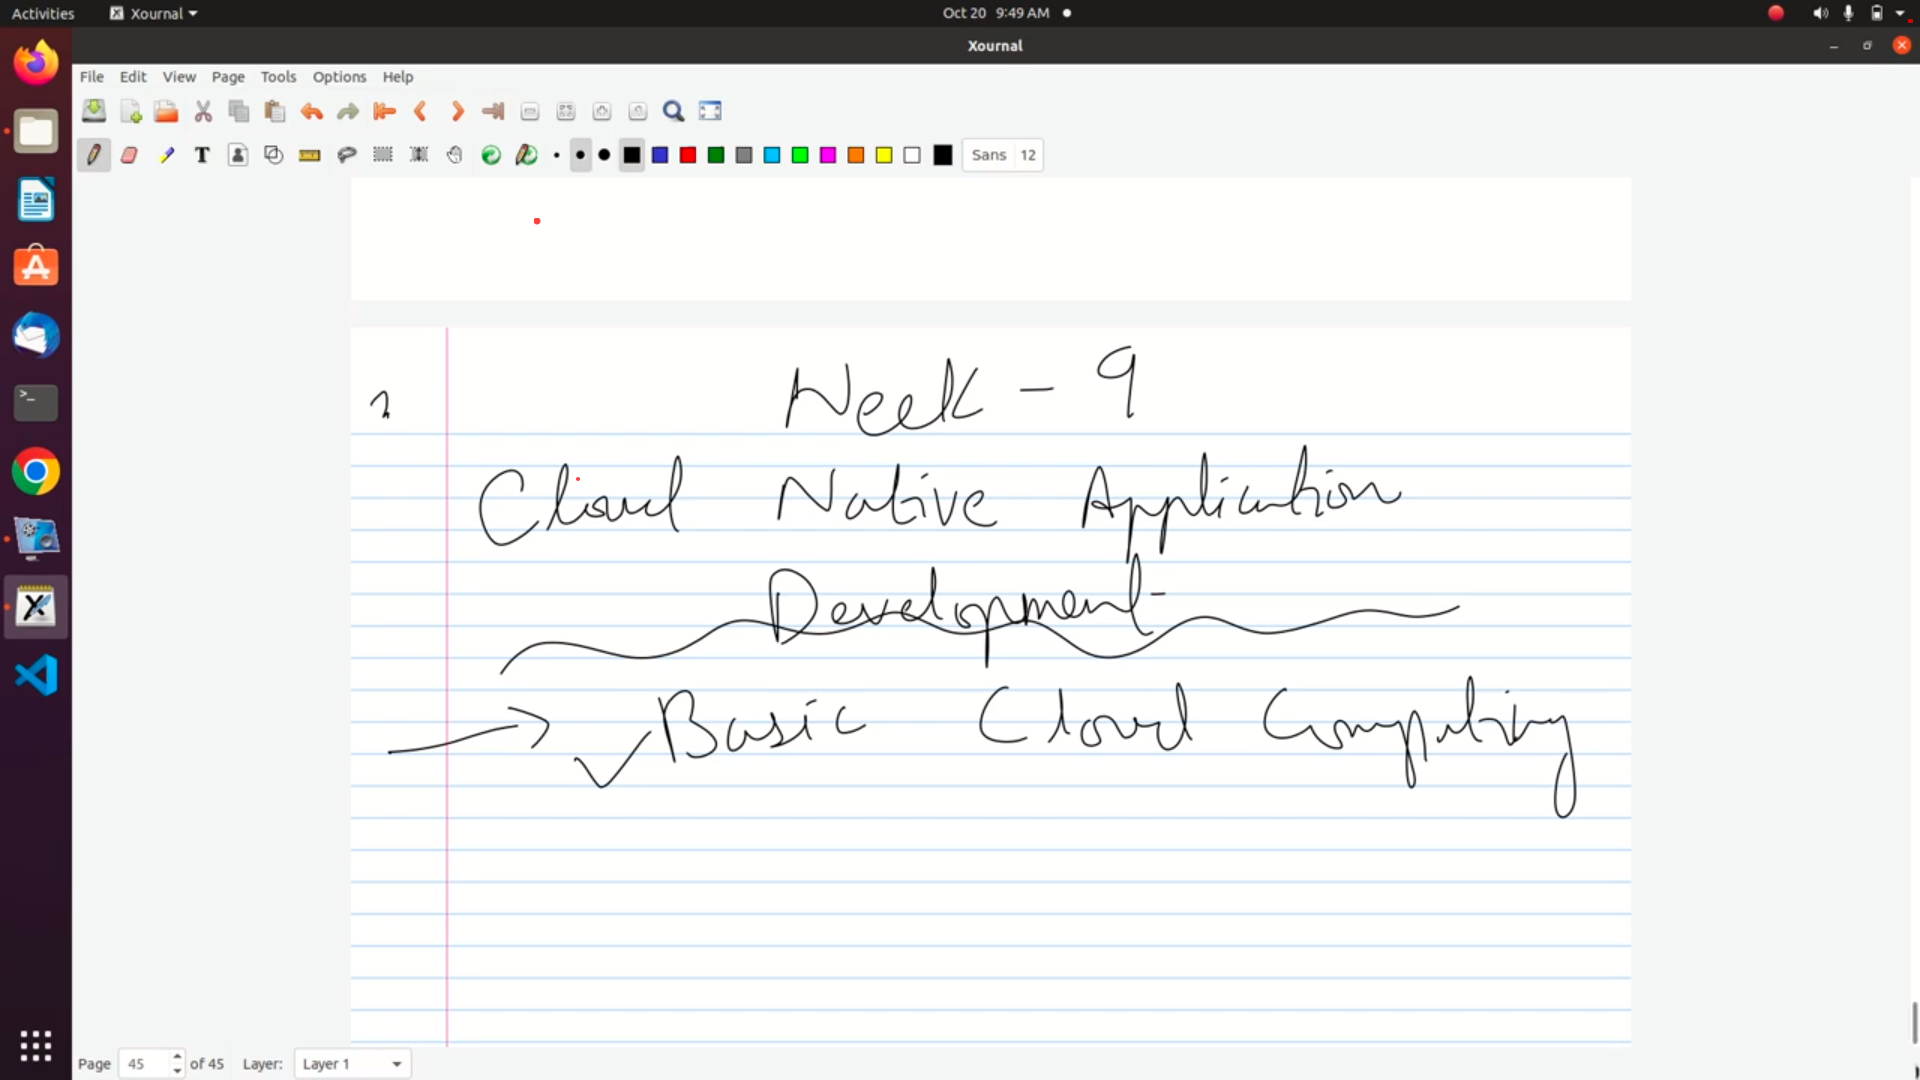 Activities Xournal Oct 20 9:49 AM
Xournal
File Edit View Page Tools Options Help
T Sans 12
Week - 9
Cloud Native Application
Development
Basic Cloud Computing
Page 45 of 45 Layer: Layer 1